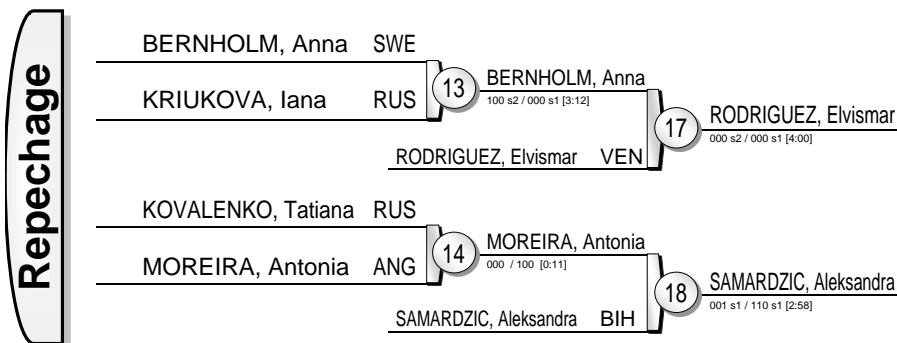 Repechage
BERNHOLM, Anna SWE
KRIUKOVA, Iana RUS
13
BERNHOLM, Anna
100 s2 / 000 s1 [3:12]
RODRIGUEZ, Elvismar VEN
17
RODRIGUEZ, Elvismar
000 s2 / 000 s1 [4:00]
KOVALENKO, Tatiana RUS
MOREIRA, Antonia ANG
14
MOREIRA, Antonia
000 / 100 [0:11]
SAMARDZIC, Aleksandra BIH
18
SAMARDZIC, Aleksandra
001 s1 / 110 s1 [2:58]